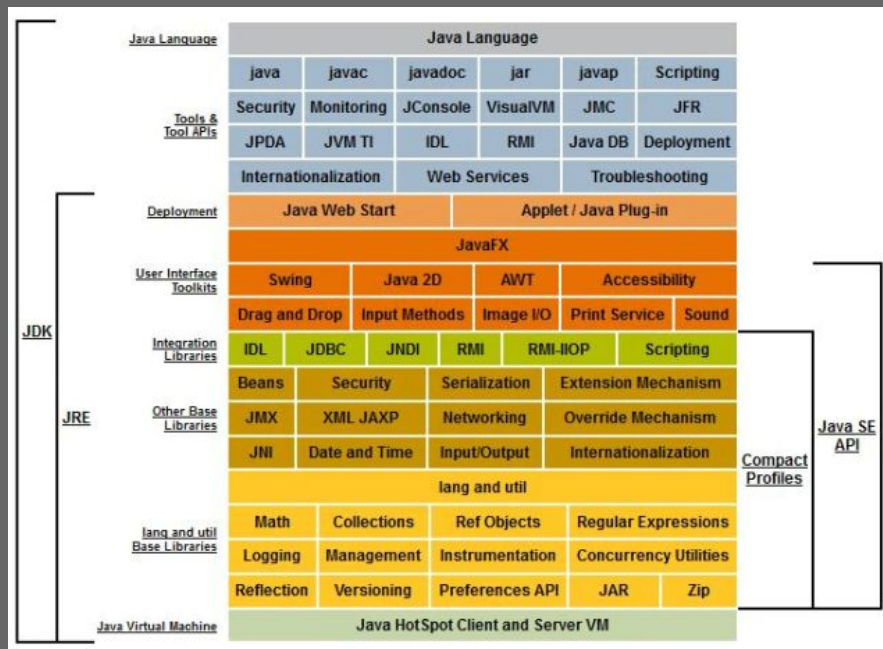 Java Language Java Language
java javac javadoc jar javap Scripting
Tools & Tool APIs
Security Monitoring JConsole VisualVM JMC JFR
JPDA JVM TI IDL RMI Java DB Deployment
Internationalization Web Services Troubleshooting
Deployment Java Web Start Applet / Java Plug-in
JavaFX
User Interface Toolkits
Swing Java 2D AWT Accessibility
Drag and Drop Input Methods Image I/O Print Service Sound
Integration Libraries
IDL JDBC JNDI RMI RMI-IIOP Scripting
Beans Security Serialization Extension Mechanism
Other Base Libraries
JMX XML JAXP Networking Override Mechanism
JNI Date and Time Input/Output Internationalization
lang and util
lang and util Base Libraries
Math Collections Ref Objects Regular Expressions
Logging Management Instrumentation Concurrency Utilities
Reflection Versioning Preferences API JAR Zip
Java Virtual Machine Java HotSpot Client and Server VM
JDK
JRE
Compact Profiles
Java SE API